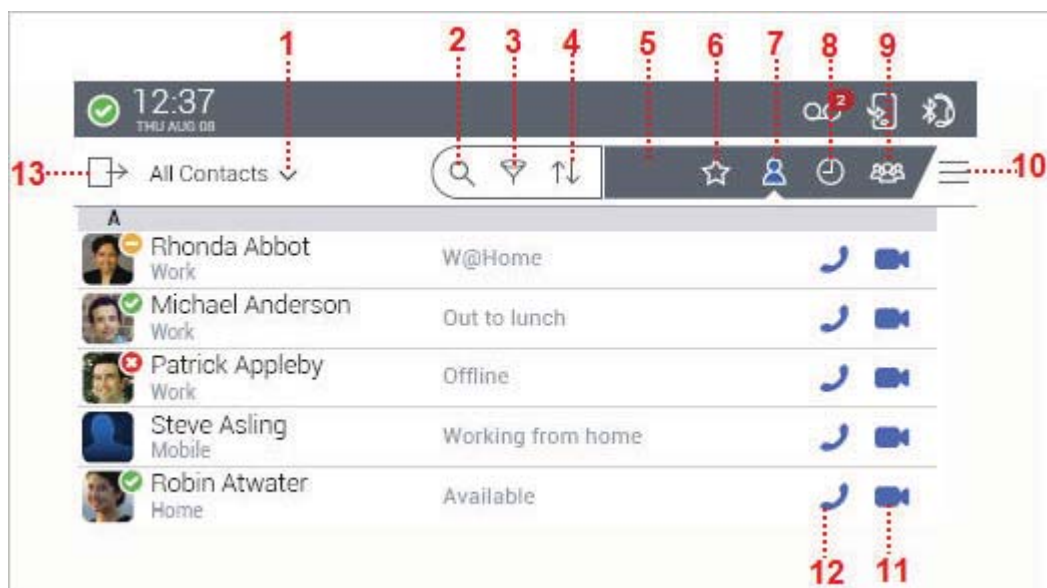 1 2 3 4 5 6 7 8 9
12:37
THU AUG 08
2
13 All Contacts 10
A
Rhonda Abbot
Work
W@Home
Michael Anderson
Work
Out to lunch
Patrick Appleby
Work
Offline
Steve Asling
Mobile
Working from home
Robin Atwater
Home
Available
12 11